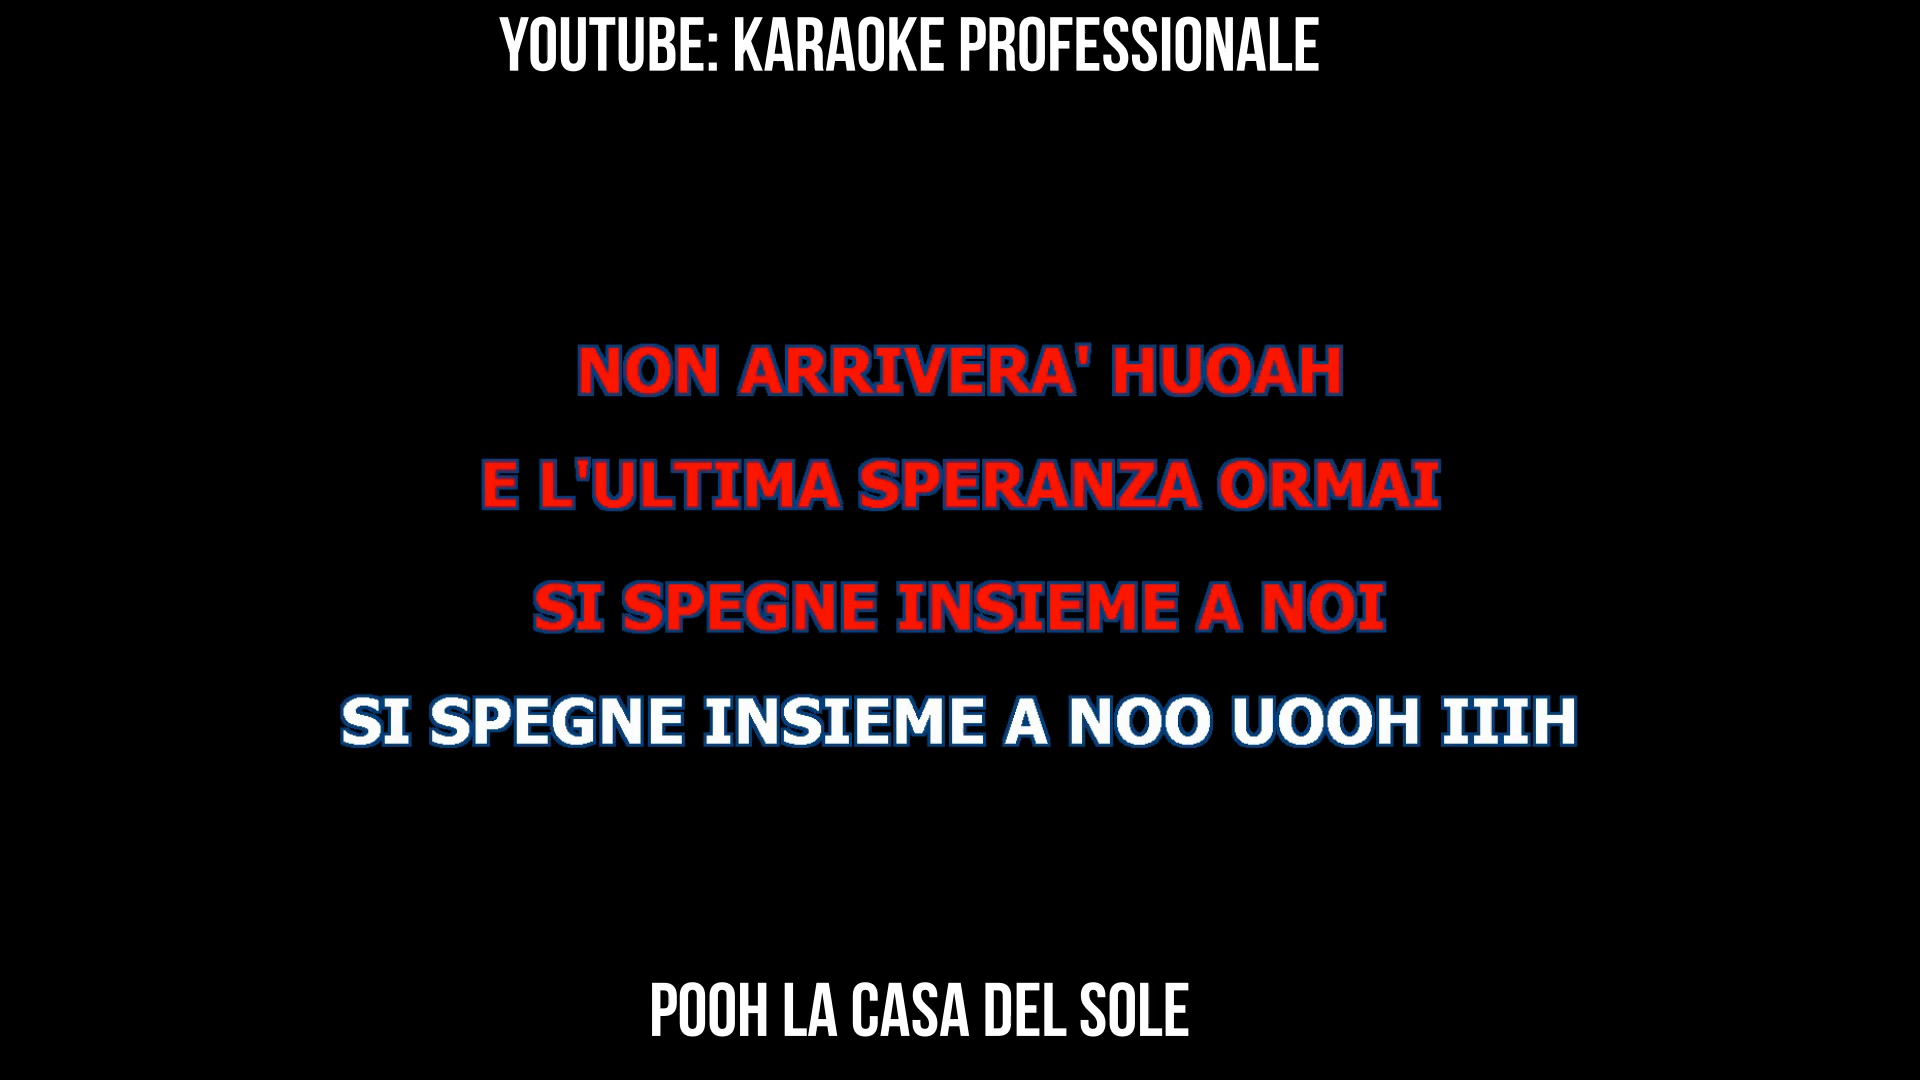 YOUTUBE: KARAOKE PROFESSIONALE
NON ARRIVERA' HUOAH
E L'ULTIMA SPERANZA ORMAI
SI SPEGNE INSIEME A NOI
SI SPEGNE INSIEME A NOO UOOH IIIH
POOH LA CASA DEL SOLE